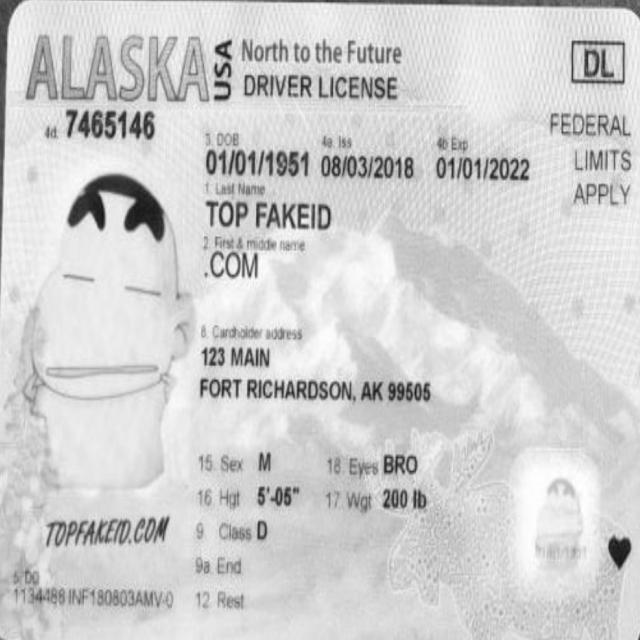 ALASKA USA North to the Future
DRIVER LICENSE
DL
4d 7465146
FEDERAL
LIMITS
APPLY
3. DOB 4a. Iss 4b Exp
01/01/1951 08/03/2018 01/01/2022
1. Last Name
TOP FAKEID
2. First & middle name
.COM
8. Cardholder address
123 MAIN
FORT RICHARDSON, AK 99505
15. Sex M 18. Eyes BRO
16. Hgt 5'-05" 17. Wgt 200 lb
TOPFAKEID.COM
9. Class D
9a End
5. DD
1134488 INF180803AMV-0
12. Rest